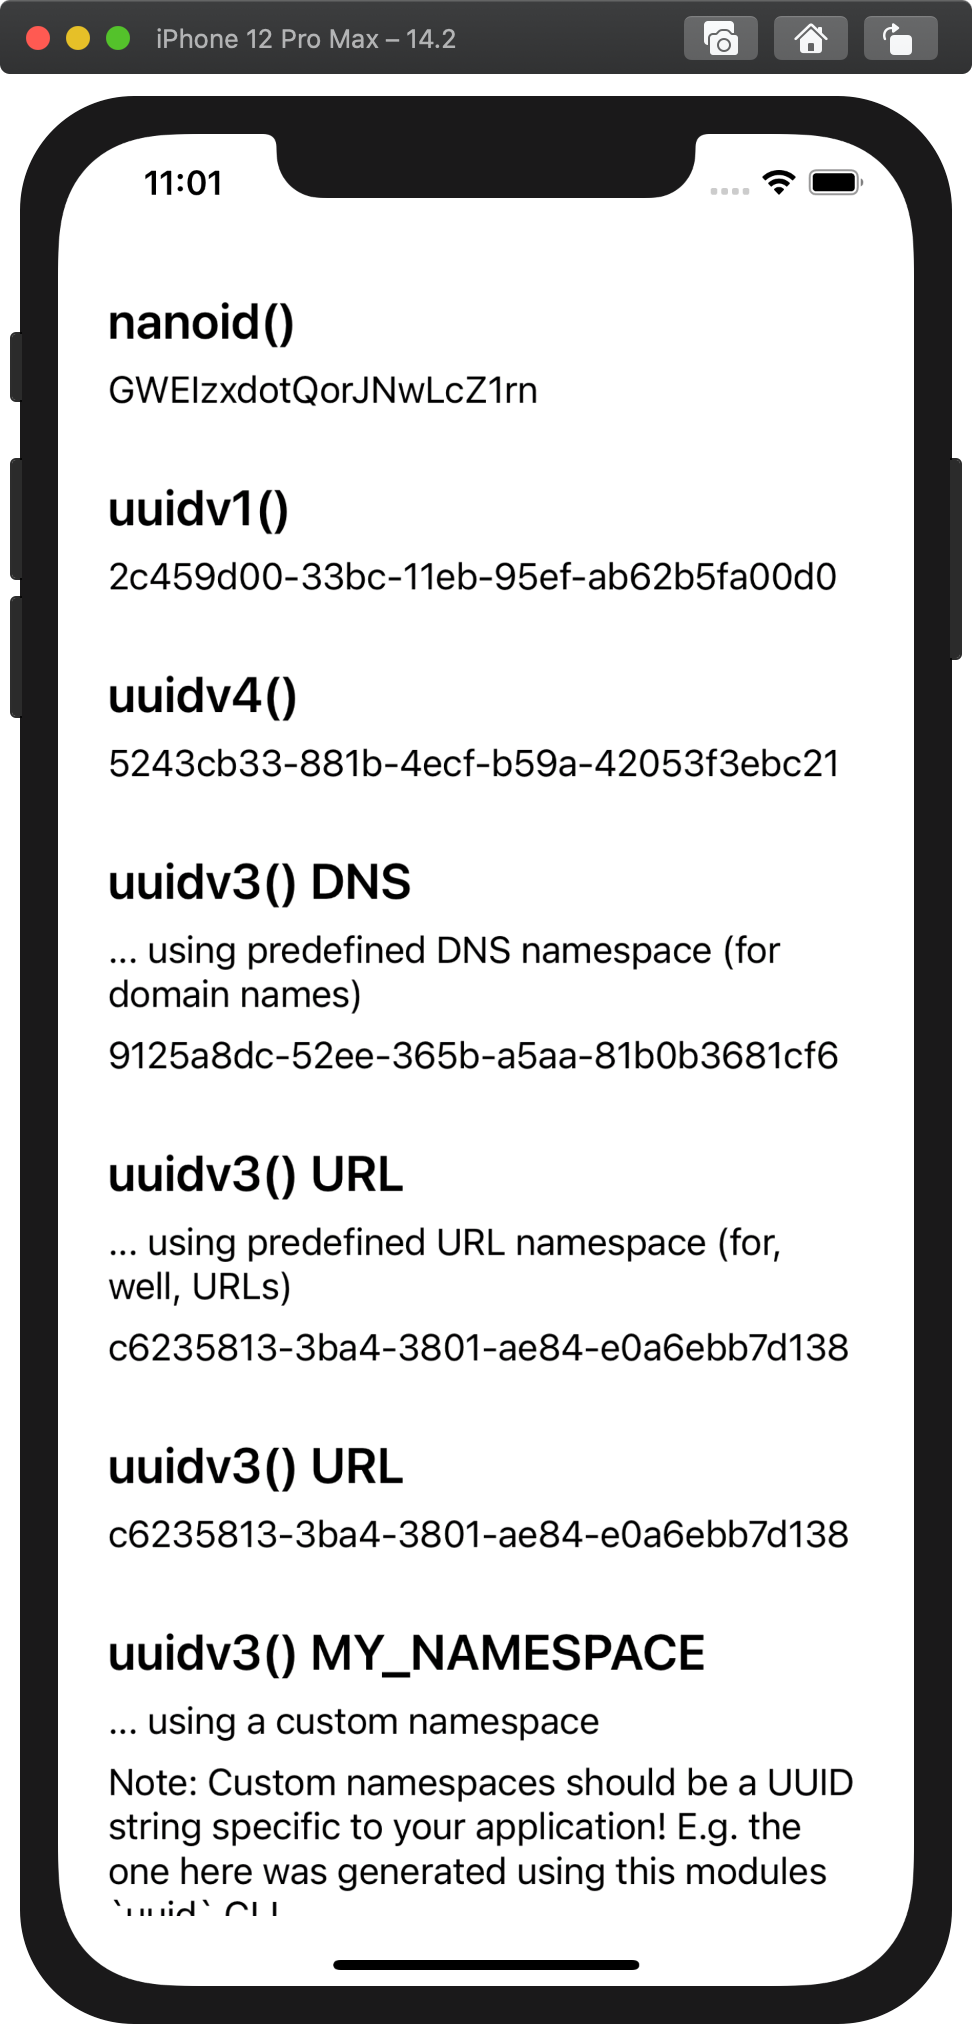 iPhone 12 Pro Max – 14.2
11:01
nanoid()
GWEIzxdotQorJNwLcZ1rn
uuidv1()
2c459d00-33bc-11eb-95ef-ab62b5fa00d0
uuidv4()
5243cb33-881b-4ecf-b59a-42053f3ebc21
uuidv3() DNS
... using predefined DNS namespace (for
domain names)
9125a8dc-52ee-365b-a5aa-81b0b3681cf6
uuidv3() URL
... using predefined URL namespace (for,
well, URLs)
c6235813-3ba4-3801-ae84-e0a6ebb7d138
uuidv3() URL
c6235813-3ba4-3801-ae84-e0a6ebb7d138
uuidv3() MY_NAMESPACE
... using a custom namespace
Note: Custom namespaces should be a UUID
string specific to your application! E.g. the
one here was generated using this modules
`uuid` CLI